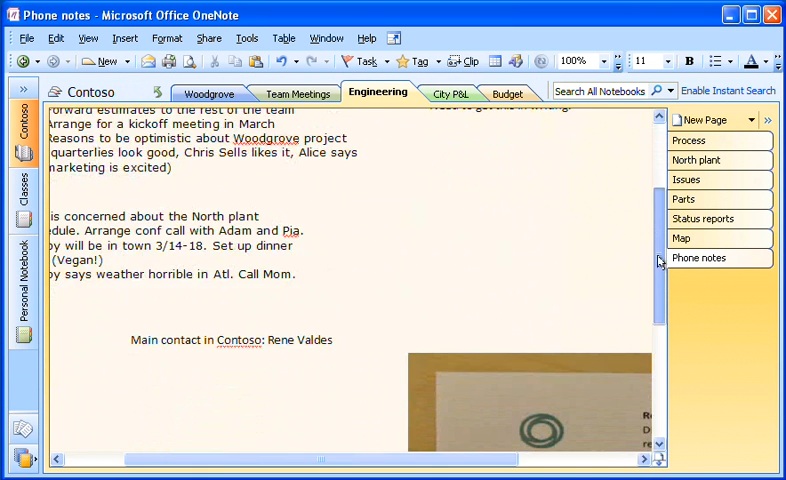 Phone notes - Microsoft Office OneNote
File Edit View Insert Format Share Tools Table Window Help
New Task Tag Clip 100% 11 B A
Contoso Woodgrove Team Meetings Engineering City P&L Budget Search All Notebooks Enable Instant Search
Contoso
Classes
Personal Notebook
orward estimates to the rest of the team
Arrange for a kickoff meeting in March
Reasons to be optimistic about Woodgrove project
quarterlies look good, Chris Sells likes it, Alice says
marketing is excited)
is concerned about the North plant
edule. Arrange conf call with Adam and Pia.
by will be in town 3/14-18. Set up dinner
(Vegan!)
by says weather horrible in Atl. Call Mom.
Main contact in Contoso: Rene Valdes
New Page
Process
North plant
Issues
Parts
Status reports
Map
Phone notes